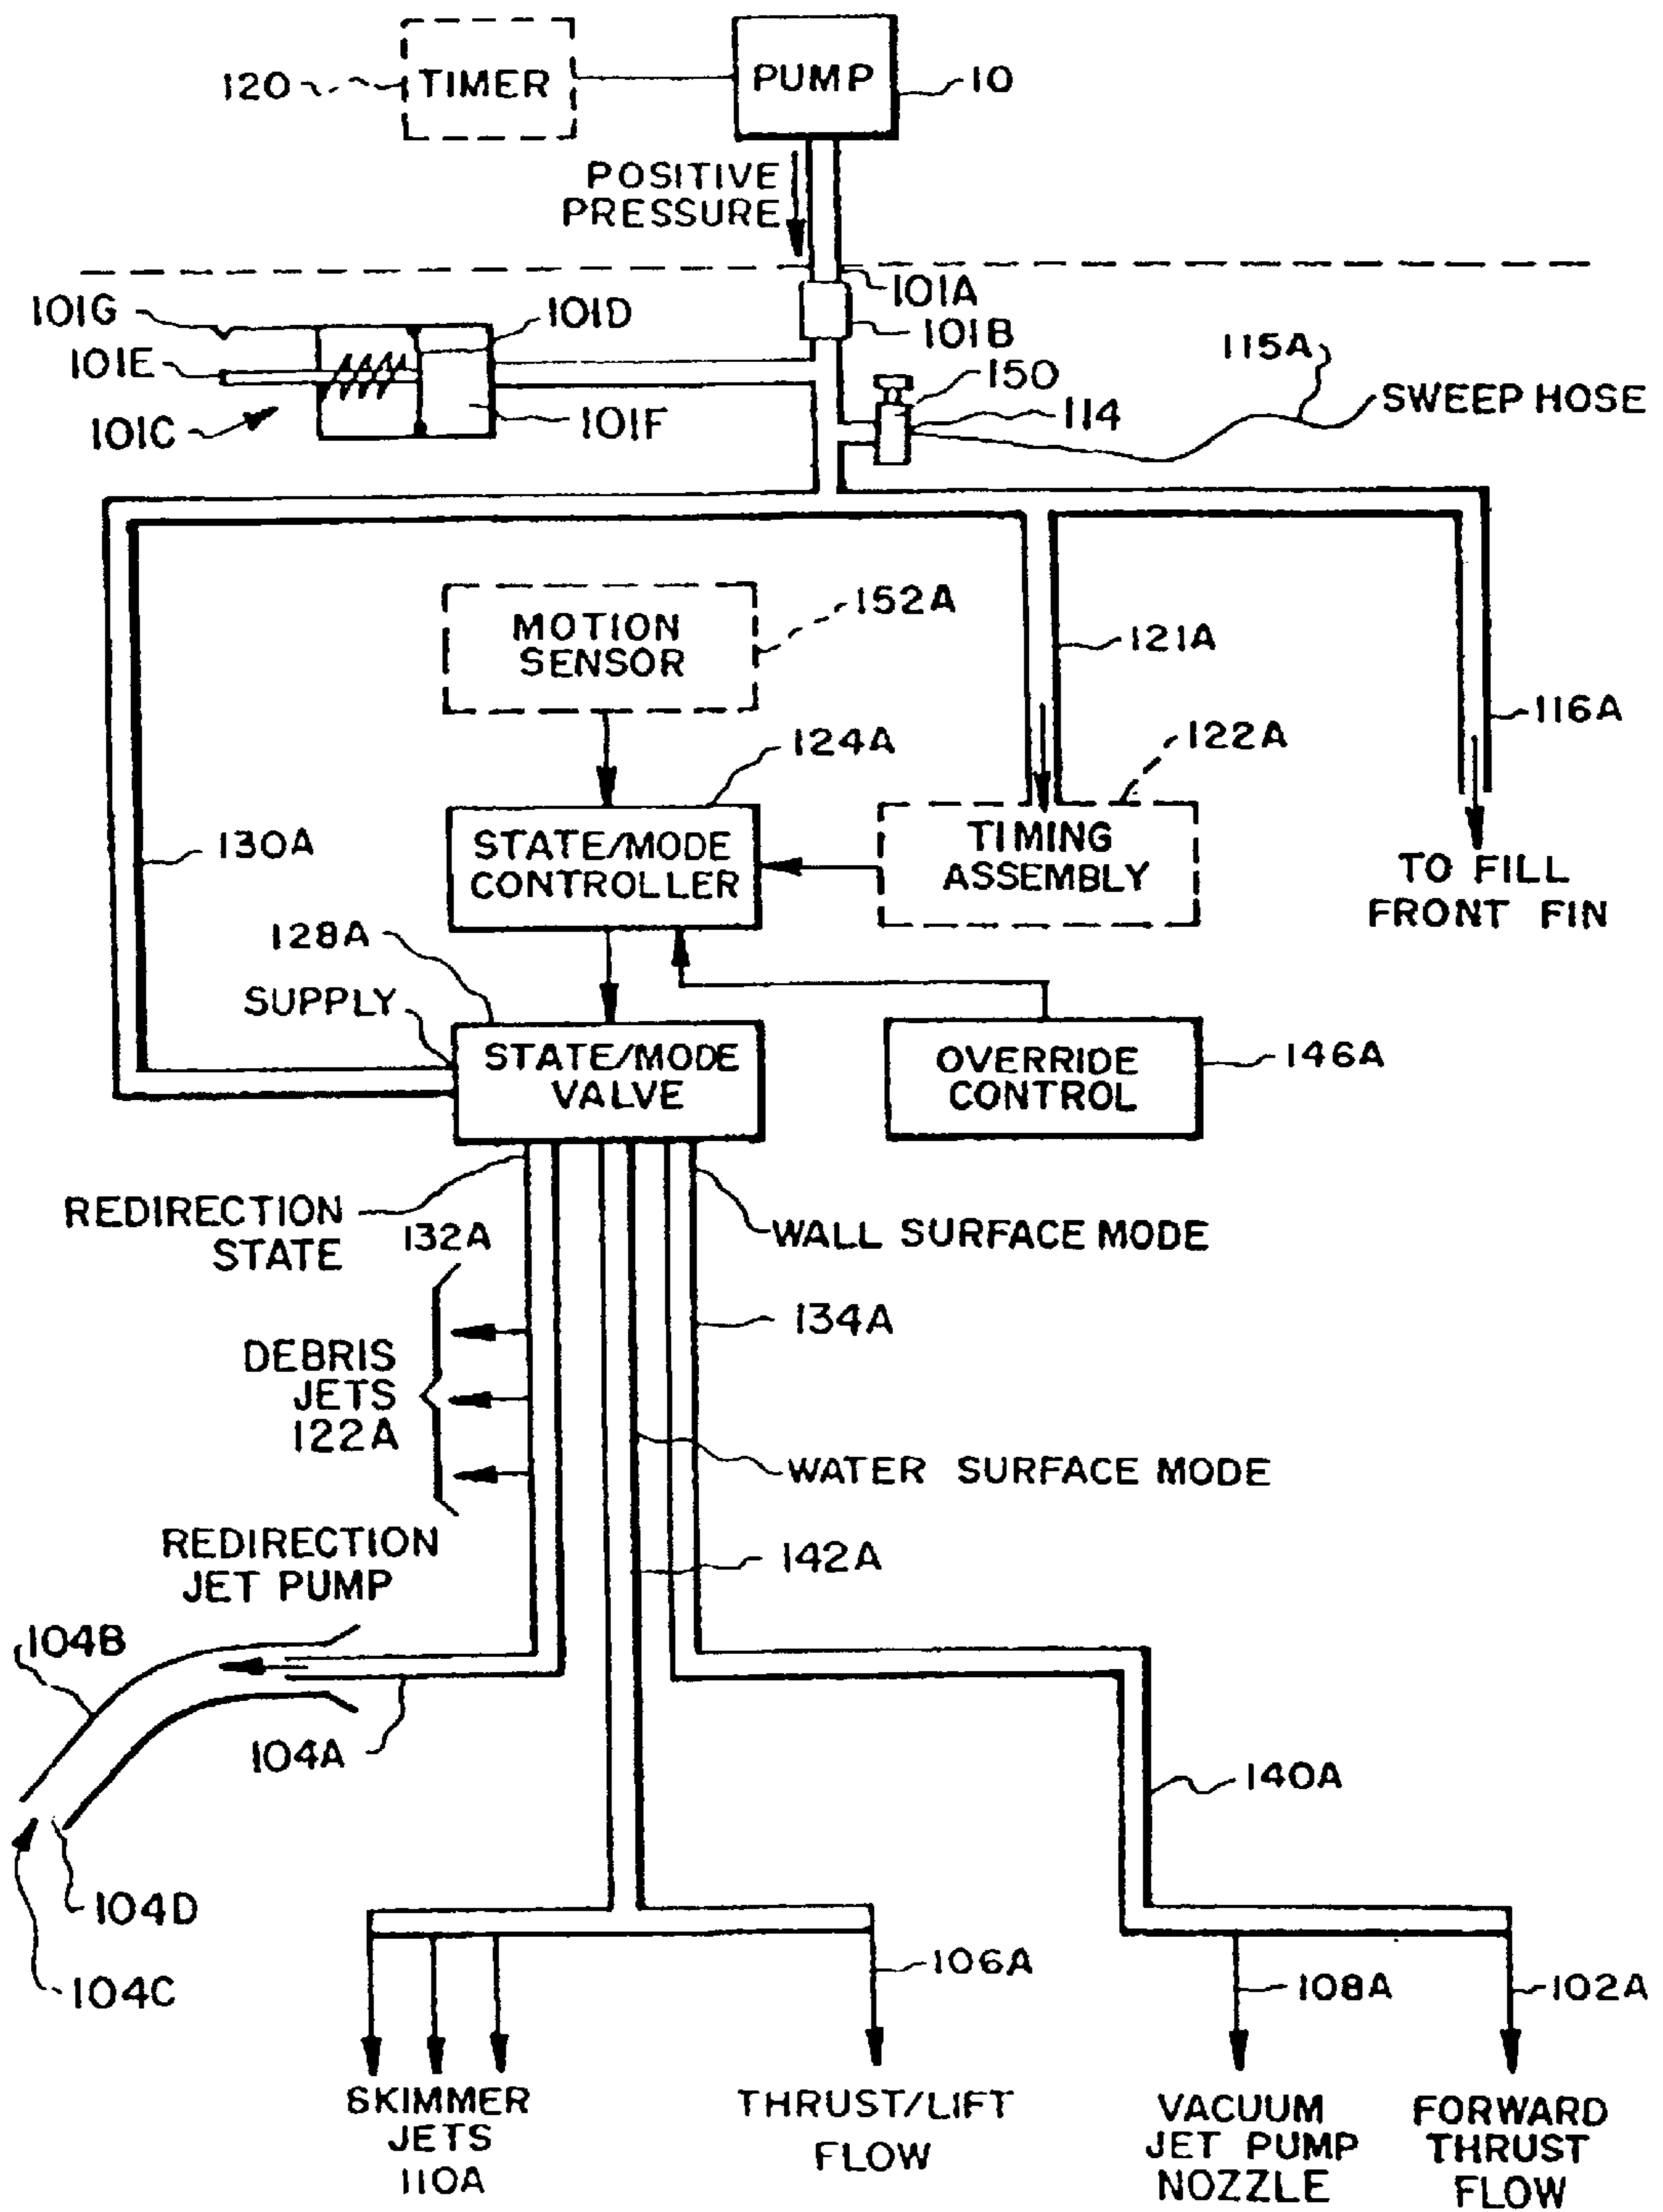 120
TIMER
PUMP
10
POSITIVE
PRESSURE
101A
101G
101D
101B
101E
150
115A
114
SWEEP HOSE
101C
101F
MOTION
SENSOR
152A
121A
116A
124A
122A
130A
STATE/MODE
CONTROLLER
TIMING
ASSEMBLY
TO FILL
FRONT FIN
128A
SUPPLY
STATE/MODE
VALVE
OVERRIDE
CONTROL
146A
REDIRECTION
STATE
132A
WALL SURFACE MODE
134A
DEBRIS
JETS
122A
WATER SURFACE MODE
REDIRECTION
JET PUMP
142A
104B
104A
140A
104D
104C
106A
108A
102A
SKIMMER
JETS
110A
THRUST/LIFT
FLOW
VACUUM
JET PUMP
NOZZLE
FORWARD
THRUST
FLOW